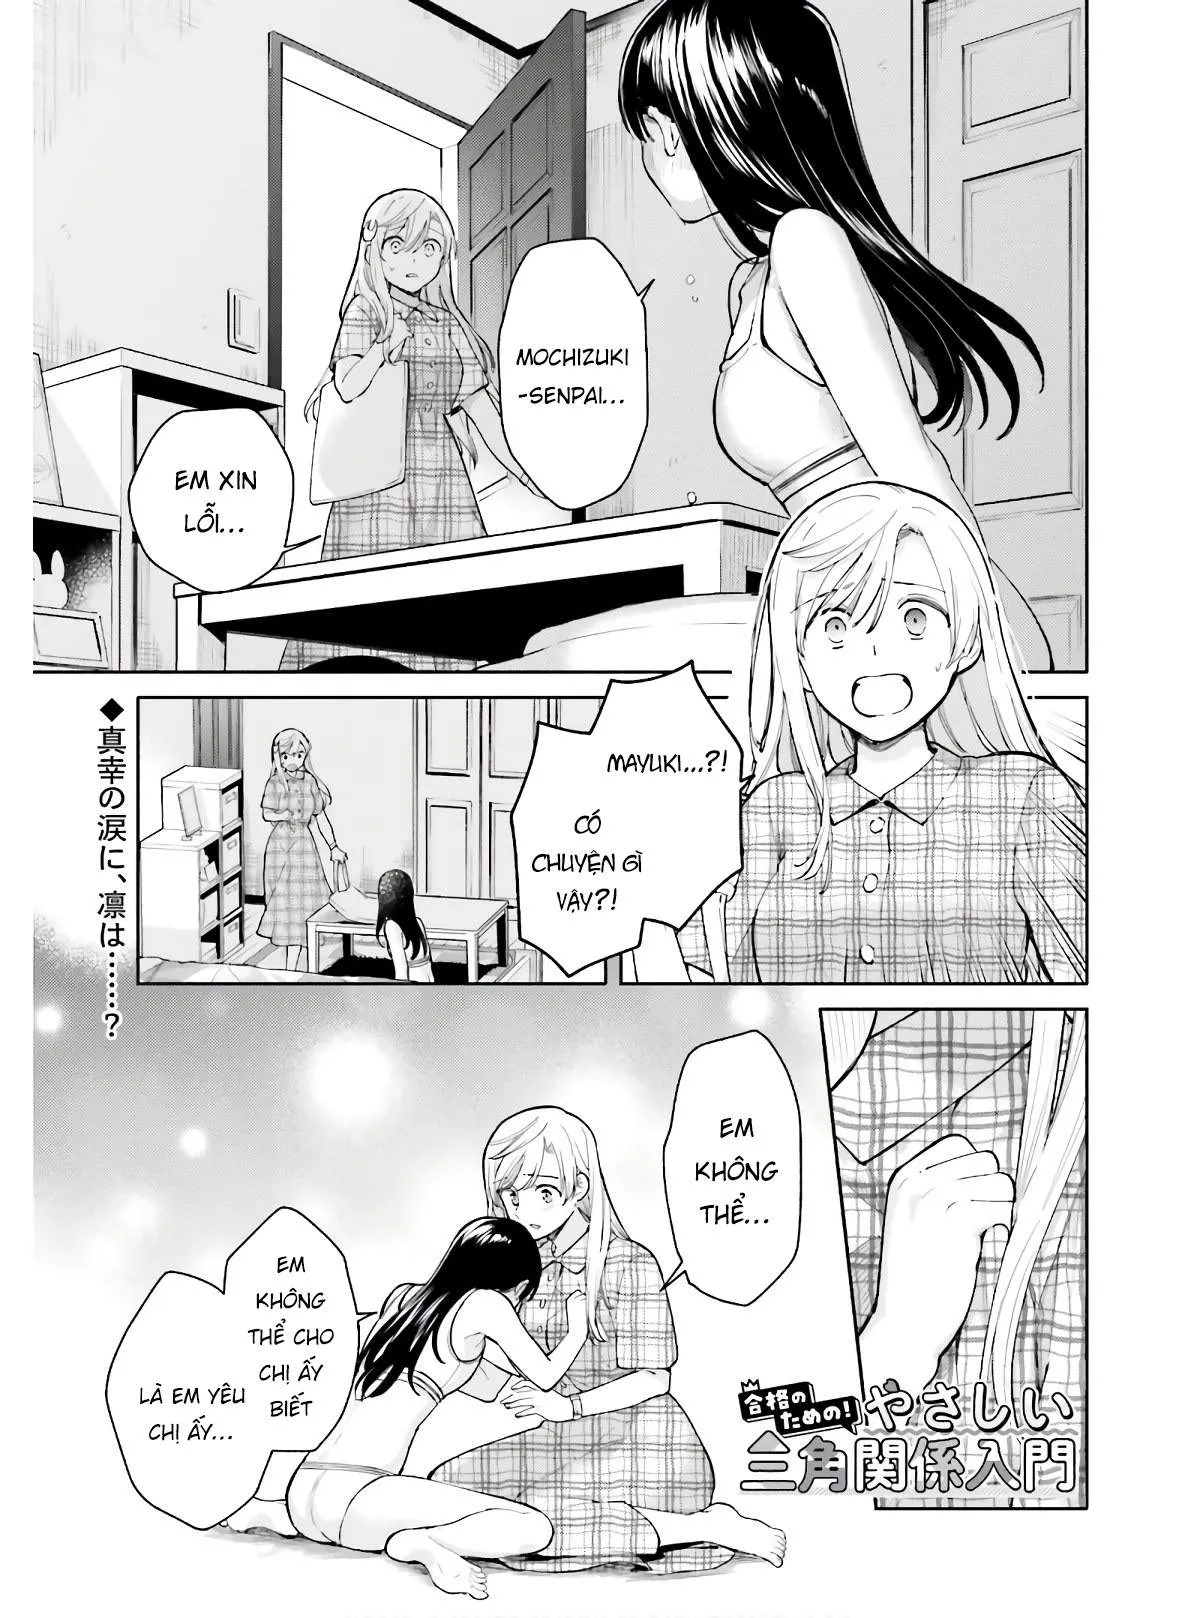 MOCHIZUKI
-SENPAI...
EM XIN
LỖI...
MAYUKI...?!
CÓ
CHUYỆN GÌ
VẬY?!
◆真幸の涙に、凛は……?
EM
KHÔNG
THỂ...
EM
KHÔNG
THỂ CHO
CHỊ ẤY
BIẾT
LÀ EM YÊU
CHỊ ẤY...
合格の
ための!
やさしい
三角関係入門